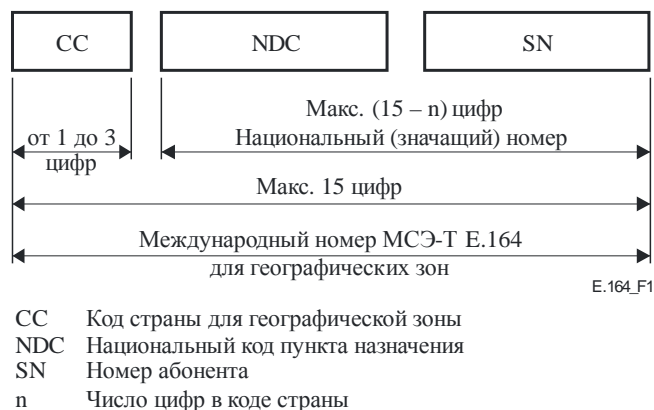 CC NDC SN
Макс. (15 – n) цифр
от 1 до 3
цифр
Национальный (значащий) номер
Макс. 15 цифр
Международный номер МСЭ-Т E.164
для географических зон
E.164_F1
CC Код страны для географической зоны
NDC Национальный код пункта назначения
SN Номер абонента
n Число цифр в коде страны